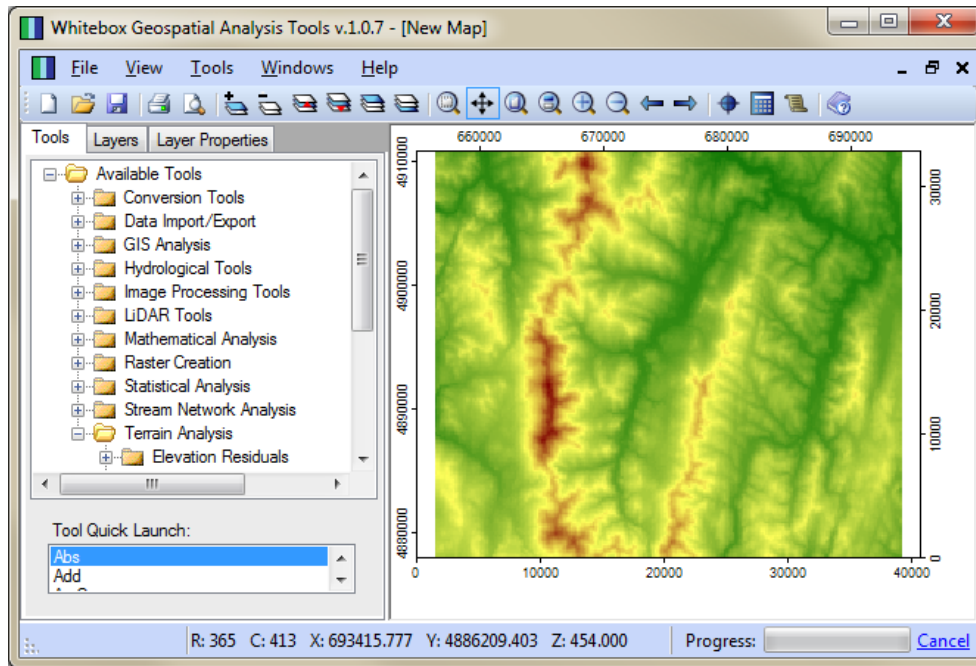 Whitebox Geospatial Analysis Tools v.1.0.7 - [New Map]
File View Tools Windows Help
Tools Layers Layer Properties
Available Tools
Conversion Tools
Data Import/Export
GIS Analysis
Hydrological Tools
Image Processing Tools
LiDAR Tools
Mathematical Analysis
Raster Creation
Statistical Analysis
Stream Network Analysis
Terrain Analysis
Elevation Residuals
Tool Quick Launch:
Abs
Add
660000 670000 680000 690000
4910000
4900000
4890000
4880000
30000
20000
10000
0
0 10000 20000 30000 40000
R: 365 C: 413 X: 693415.777 Y: 4886209.403 Z: 454.000 Progress: Cancel